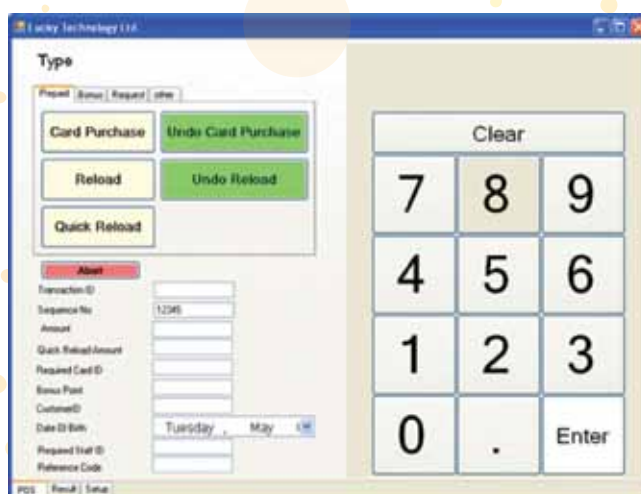 Lucky Technology Ltd
Type
Prepaid Bonus Request other
Card Purchase Undo Card Purchase
Reload Undo Reload
Quick Reload
Abort
Transaction ID
Sequence No 12345
Amount
Quick Reload Amount
Required Card ID
Bonus Point
CustomerID
Date Of Birth Tuesday , May
Required Staff ID
Reference Code
POS Result Setup
Clear
7 8 9
4 5 6
1 2 3
0 . Enter